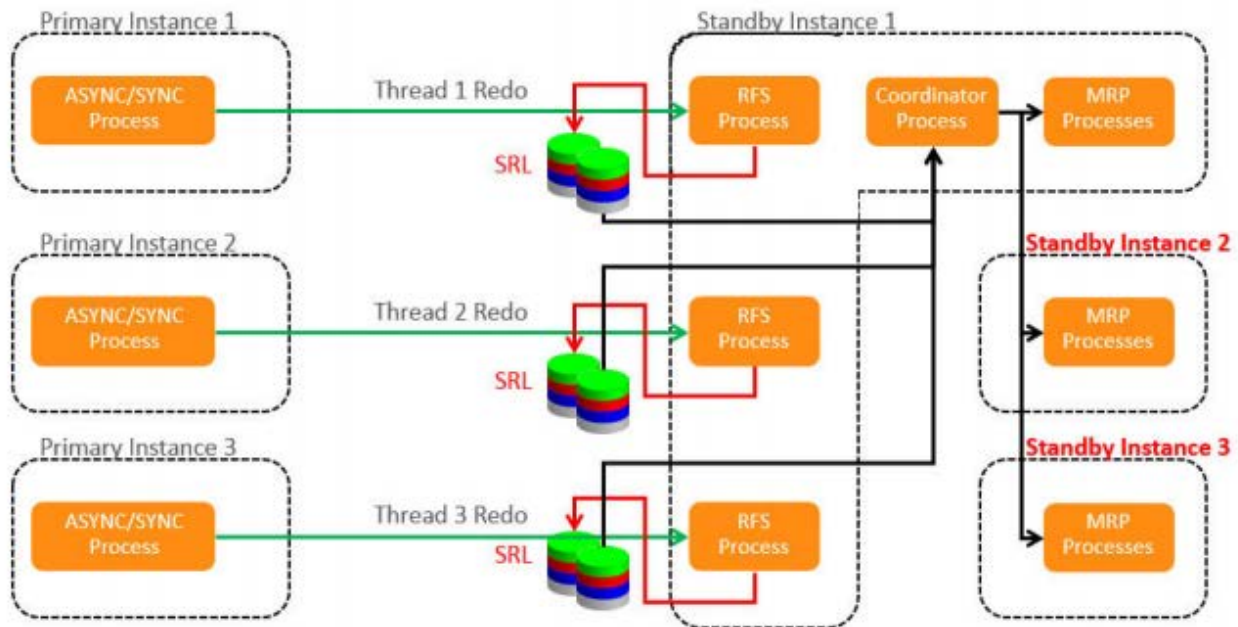 Primary Instance 1
Standby Instance 1
ASYNC/SYNC
Process
Thread 1 Redo
RFS
Process
Coordinator
Process
MRP
Processes
SRL
Primary Instance 2
Standby Instance 2
ASYNC/SYNC
Process
Thread 2 Redo
RFS
Process
MRP
Processes
SRL
Primary Instance 3
Standby Instance 3
ASYNC/SYNC
Process
Thread 3 Redo
RFS
Process
MRP
Processes
SRL